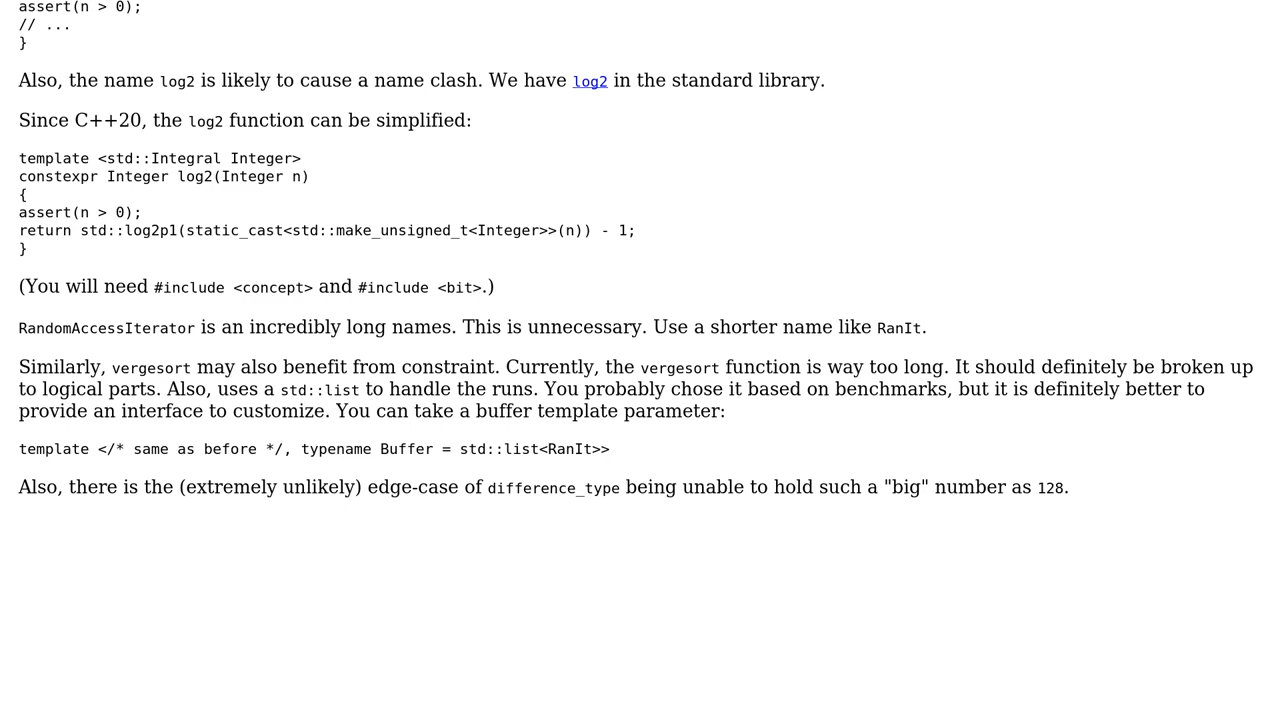 assert(n > 0);
// ...
}
Also, the name log2 is likely to cause a name clash. We have log2 in the standard library.
Since C++20, the log2 function can be simplified:
template <std::Integral Integer>
constexpr Integer log2(Integer n)
{
assert(n > 0);
return std::log2p1(static_cast<std::make_unsigned_t<Integer>>(n)) - 1;
}
(You will need #include <concept> and #include <bit>.)
RandomAccessIterator is an incredibly long names. This is unnecessary. Use a shorter name like RanIt.
Similarly, vergesort may also benefit from constraint. Currently, the vergesort function is way too long. It should definitely be broken up
to logical parts. Also, uses a std::list to handle the runs. You probably chose it based on benchmarks, but it is definitely better to
provide an interface to customize. You can take a buffer template parameter:
template </* same as before */, typename Buffer = std::list<RanIt>>
Also, there is the (extremely unlikely) edge-case of difference_type being unable to hold such a "big" number as 128.